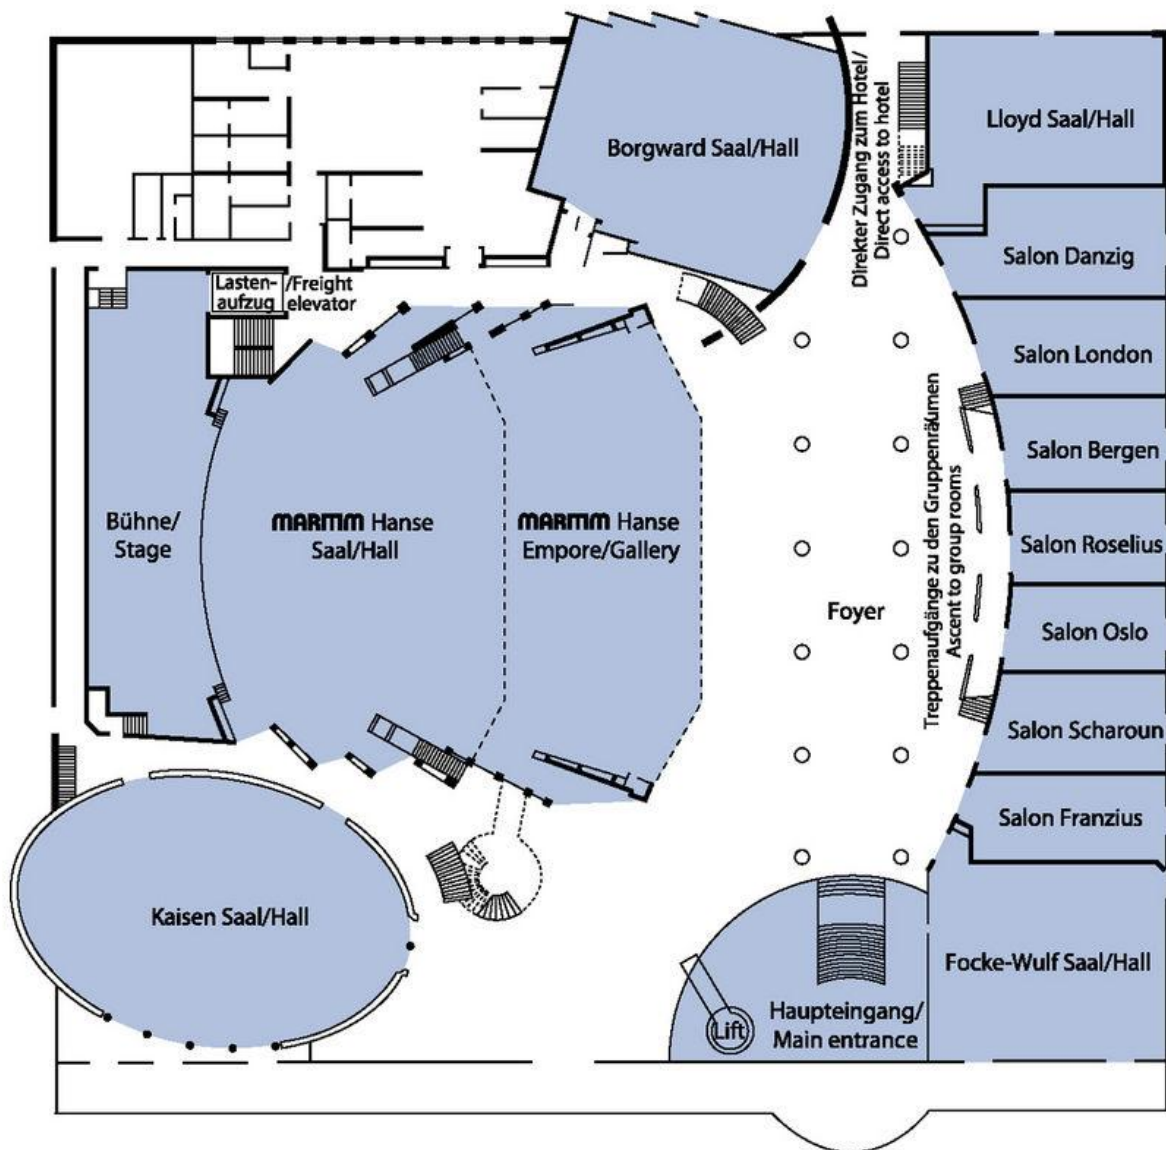 Borgward Saal/Hall
Direkter Zugang zum Hotel/
Direct access to hotel
Lloyd Saal/Hall
Salon Danzig
Lasten-
aufzug
/Freight
elevator
Salon London
Salon Bergen
Bühne/
Stage
MARITIM Hanse
Saal/Hall
MARITIM Hanse
Empore/Gallery
Foyer
Treppenaufgänge zu den Gruppenräumen
Ascent to group rooms
Salon Roselius
Salon Oslo
Salon Scharoun
Salon Franzius
Kaisen Saal/Hall
Lift
Haupteingang/
Main entrance
Focke-Wulf Saal/Hall